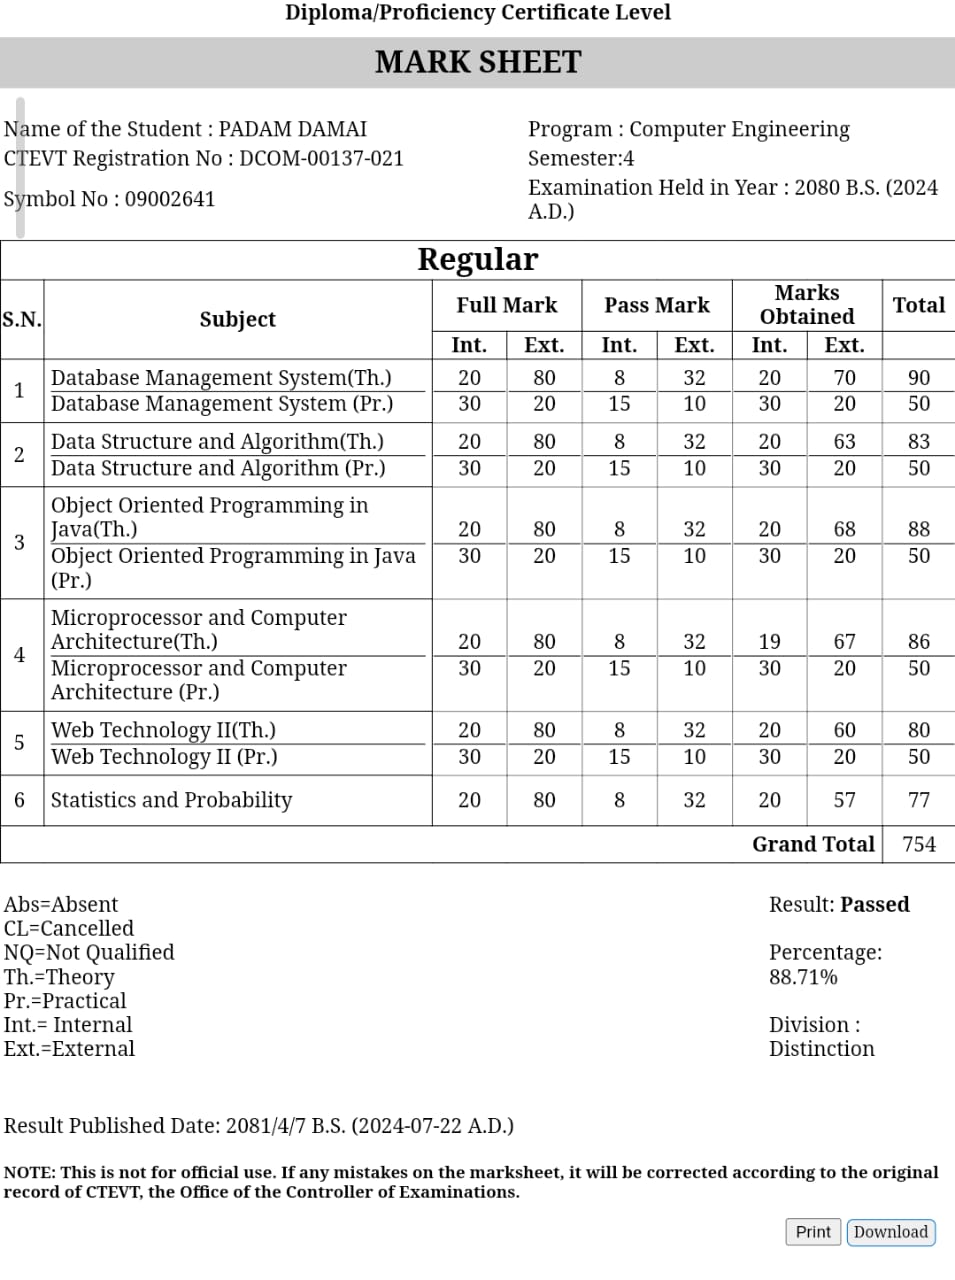 Diploma/Proficiency Certificate Level
MARK SHEET
Name of the Student : PADAM DAMAI
CTEVT Registration No : DCOM-00137-021
Symbol No : 09002641
Program : Computer Engineering
Semester:4
Examination Held in Year : 2080 B.S. (2024
A.D.)
Regular
S.N. Subject Full Mark Pass Mark Marks Obtained Total
Int. Ext. Int. Ext. Int. Ext.
1 Database Management System(Th.) 20 80 8 32 20 70 90
Database Management System (Pr.) 30 20 15 10 30 20 50
2 Data Structure and Algorithm(Th.) 20 80 8 32 20 63 83
Data Structure and Algorithm (Pr.) 30 20 15 10 30 20 50
3 Object Oriented Programming in
Java(Th.) 20 80 8 32 20 68 88
Object Oriented Programming in Java 30 20 15 10 30 20 50
(Pr.)
4 Microprocessor and Computer
Architecture(Th.) 20 80 8 32 19 67 86
Microprocessor and Computer 30 20 15 10 30 20 50
Architecture (Pr.)
5 Web Technology II(Th.) 20 80 8 32 20 60 80
Web Technology II (Pr.) 30 20 15 10 30 20 50
6 Statistics and Probability 20 80 8 32 20 57 77
Grand Total 754
Abs=Absent
CL=Cancelled
NQ=Not Qualified
Th.=Theory
Pr.=Practical
Int.= Internal
Ext.=External
Result: Passed
Percentage:
88.71%
Division :
Distinction
Result Published Date: 2081/4/7 B.S. (2024-07-22 A.D.)
NOTE: This is not for official use. If any mistakes on the marksheet, it will be corrected according to the original
record of CTEVT, the Office of the Controller of Examinations.
Print Download